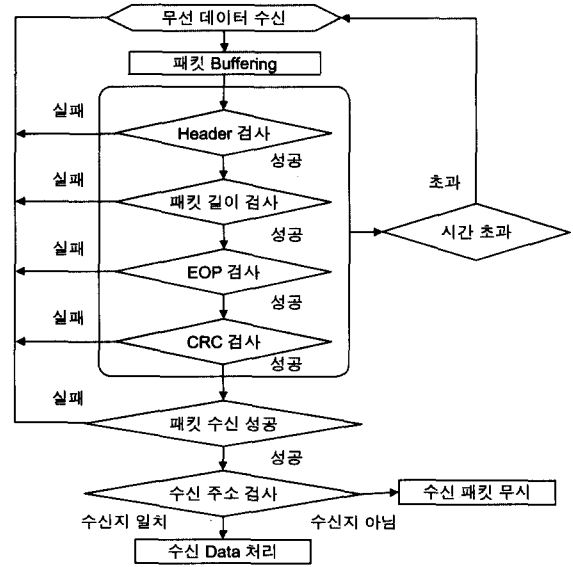 무선 데이터 수신
패킷 Buffering
실패
Header 검사
성공
실패
초과
패킷 길이 검사
성공
시간 초과
실패
EOP 검사
성공
실패
CRC 검사
성공
실패
패킷 수신 성공
성공
수신 주소 검사
수신 패킷 무시
수신지 일치
수신지 아님
수신 Data 처리